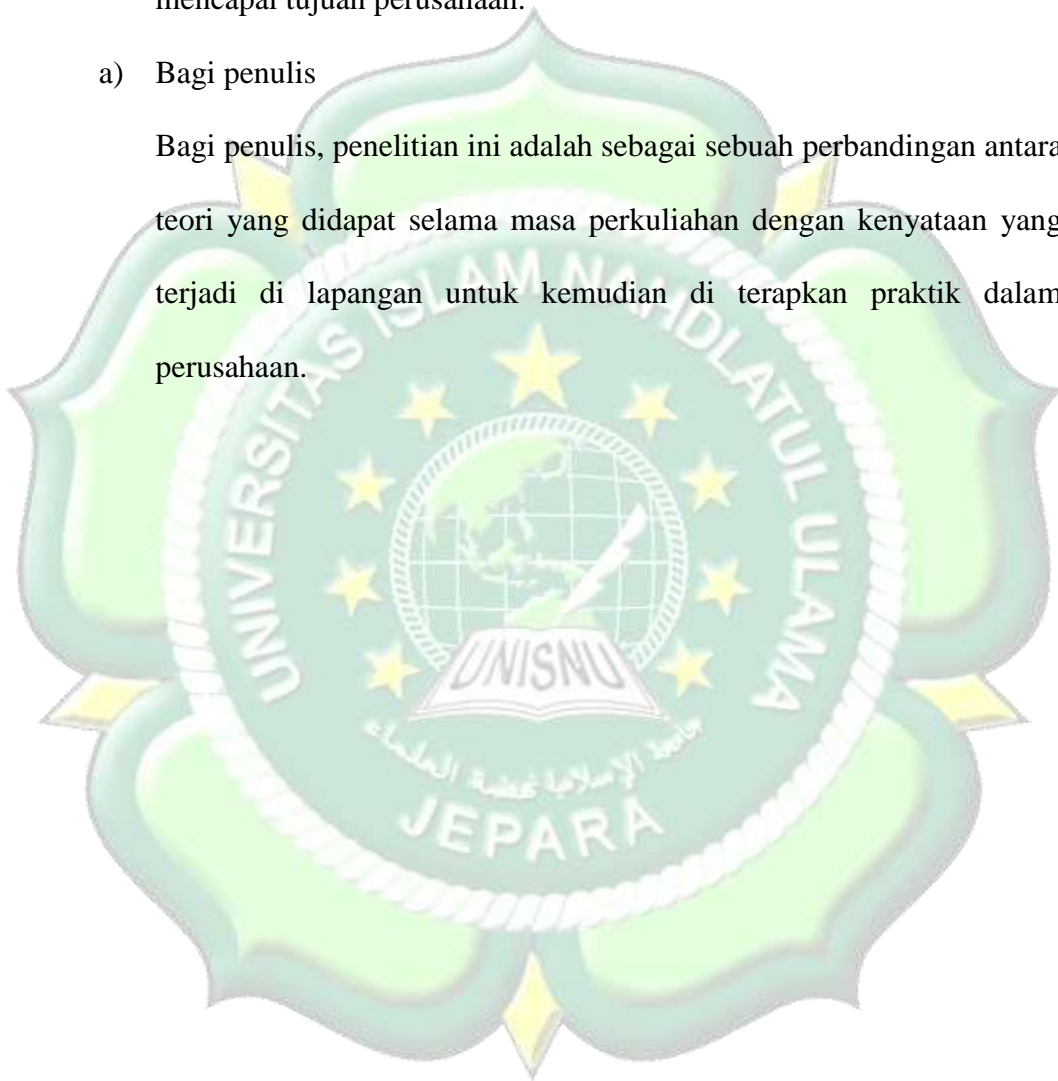 mencapai tujuan perusahaan.
a) Bagi penulis
Bagi penulis, penelitian ini adalah sebagai sebuah perbandingan antara
teori yang didapat selama masa perkuliahan dengan kenyataan yang
terjadi di lapangan untuk kemudian di terapkan praktik dalam
perusahaan.
UNIVERSITAS ISLAM NAHDLATUL ULAMA
UNISNU
JEPARA